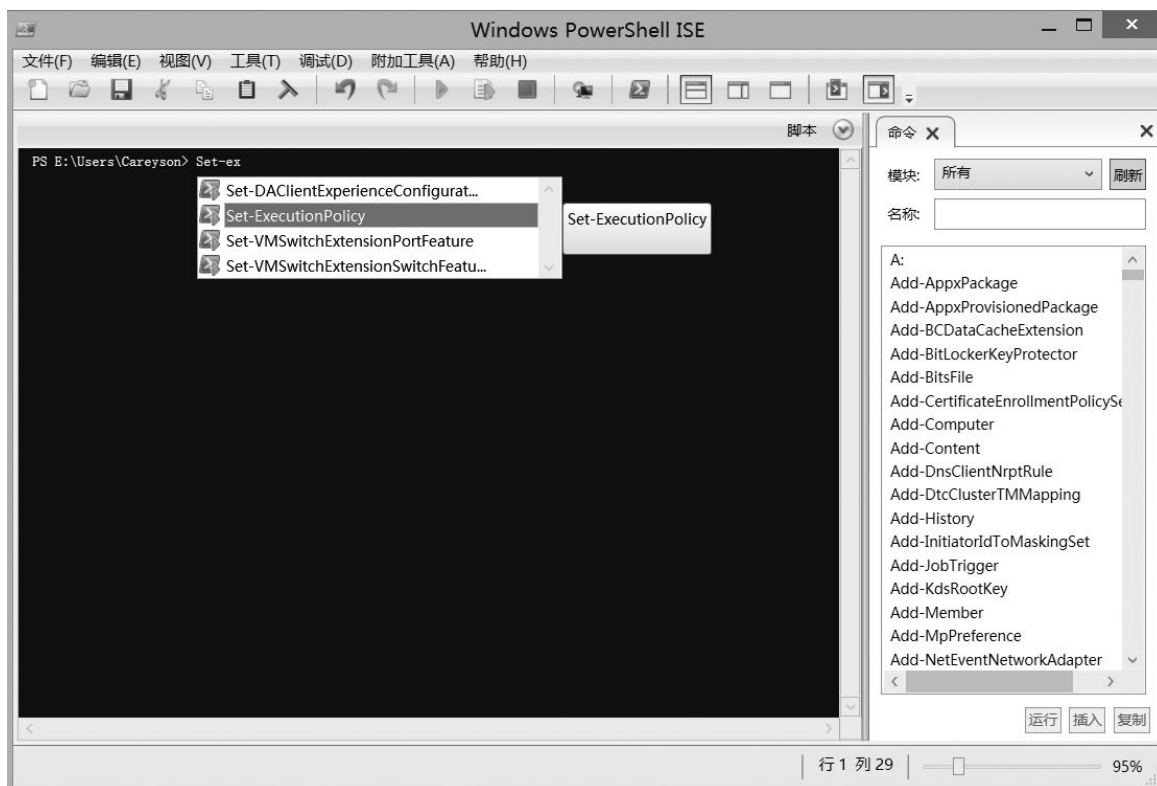 Windows PowerShell ISE
文件(F) 编辑(E) 视图(V) 工具(T) 调试(D) 附加工具(A) 帮助(H)
脚本
PS E:\Users\Careyson> Set-ex
Set-DAClientExperienceConfigurat...
Set-ExecutionPolicy
Set-VMSwitchExtensionPortFeature
Set-VMSwitchExtensionSwitchFeatu...
Set-ExecutionPolicy
命令
模块: 所有 刷新
名称:
A:
Add-AppxPackage
Add-AppxProvisionedPackage
Add-BCDataCacheExtension
Add-BitLockerKeyProtector
Add-BitsFile
Add-CertificateEnrollmentPolicySe
Add-Computer
Add-Content
Add-DnsClientNrptRule
Add-DtcClusterTMMapping
Add-History
Add-InitiatorIdToMaskingSet
Add-JobTrigger
Add-KdsRootKey
Add-Member
Add-MpPreference
Add-NetEventNetworkAdapter
运行 插入 复制
行 1 列 29 95%